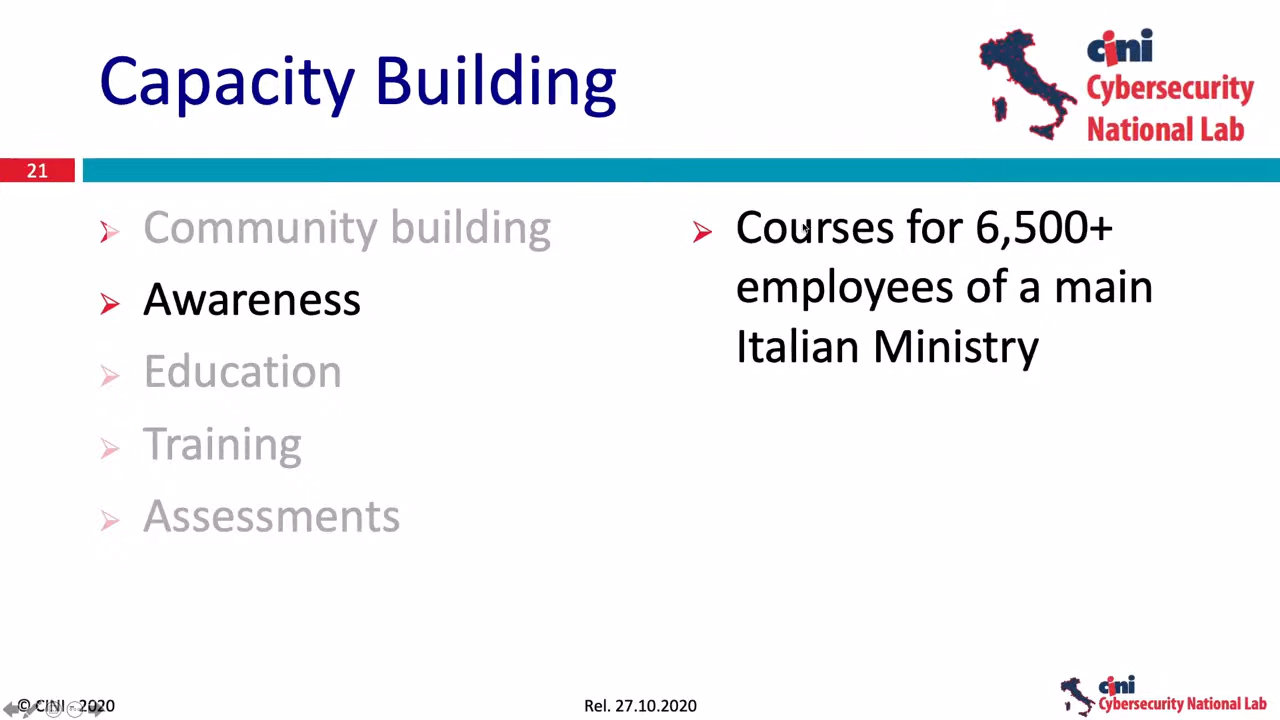 Capacity Building
cini
Cybersecurity
National Lab
21
Community building
Awareness
Education
Training
Assessments
Courses for 6,500+
employees of a main
Italian Ministry
© CINI - 2020
Rel. 27.10.2020
cini
Cybersecurity National Lab